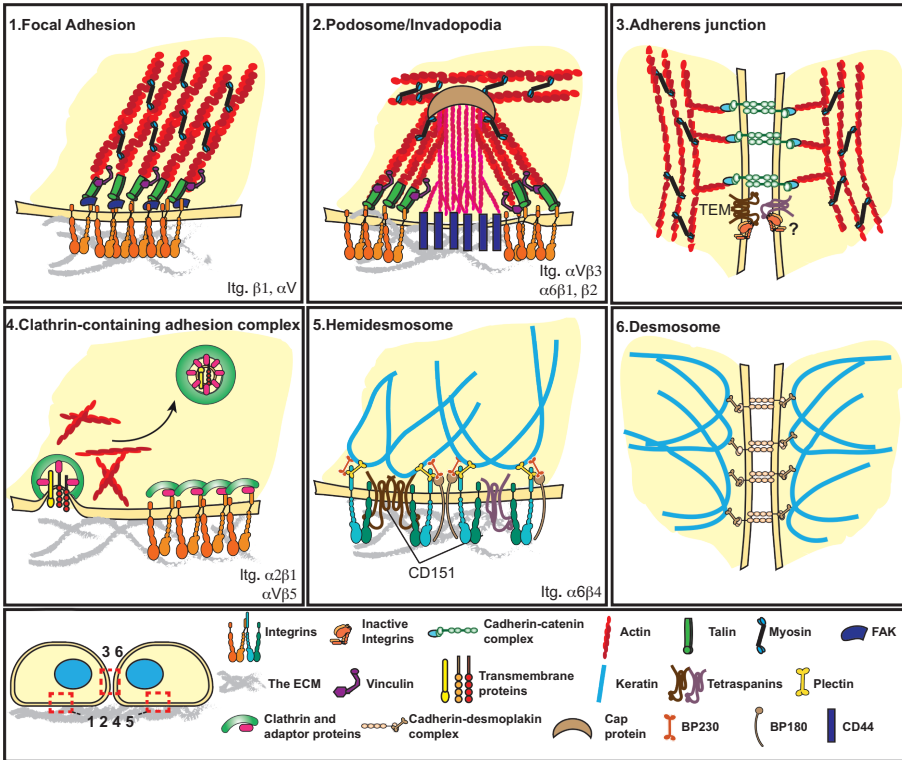 1.Focal Adhesion
Itg. β1, αV
2. Podosome/Invadopodia
Itg. αVβ3
α6β1, β2
3.Adherens junction
TEM
?
4.Clathrin-containing adhesion complex
Itg. α2β1
αVβ5
5.Hemidesmosome
CD151
Itg. α6β4
6.Desmosome
3 6
1 2 4 5
Integrins
Inactive
Integrins
Cadherin-catenin
complex
Actin
Talin
Myosin
FAK
The ECM
Vinculin
Transmembrane
proteins
Keratin
Tetraspanins
Plectin
Clathrin and
adaptor proteins
Cadherin-desmoplakin
complex
Cap
protein
BP230
BP180
CD44